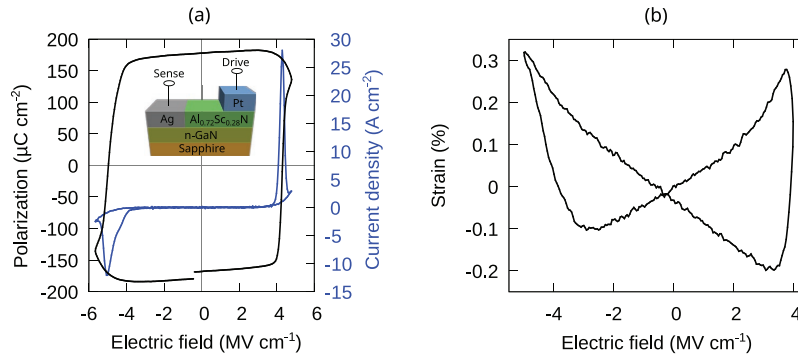 (a)
200
150
100
50
0
-50
-100
-150
-200
Polarization (µC cm⁻²)
-6 -4 -2 0 2 4 6
Electric field (MV cm⁻¹)
30
25
20
15
10
5
0
-5
-10
-15
Current density (A cm⁻²)
Sense
Drive
Pt
Ag
Al₀.₇₂Sc₀.₂₈N
n-GaN
Sapphire
(b)
0.3
0.2
0.1
0
-0.1
-0.2
Strain (%)
-4 -2 0 2 4
Electric field (MV cm⁻¹)